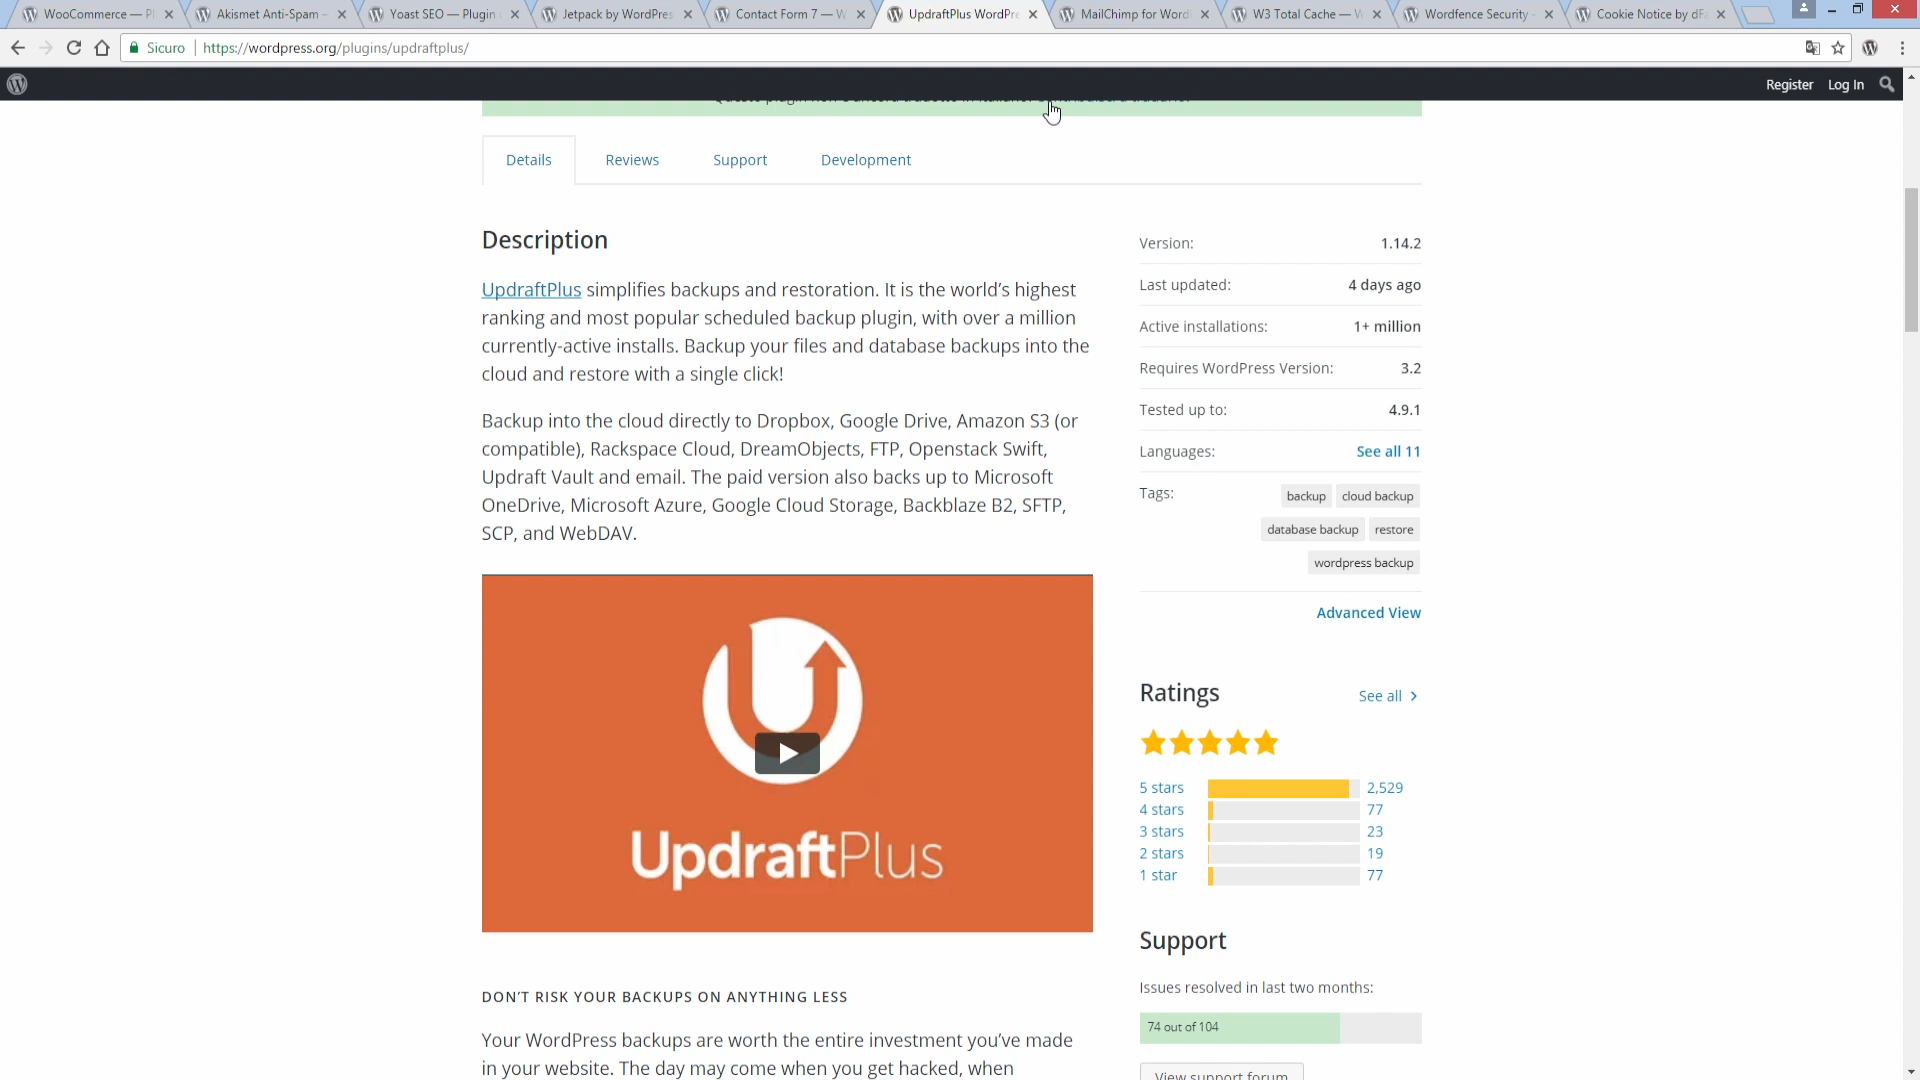 WooCommerce — Pl
Akismet Anti-Spam -
Yoast SEO — Plugin
Jetpack by WordPres
Contact Form 7 — W
UpdraftPlus WordPre
MailChimp for Word
W3 Total Cache — W
Wordfence Security -
Cookie Notice by dFa
Sicuro https://wordpress.org/plugins/updraftplus/
Register Log In
Details Reviews Support Development
Description
UpdraftPlus simplifies backups and restoration. It is the world’s highest
ranking and most popular scheduled backup plugin, with over a million
currently-active installs. Backup your files and database backups into the
cloud and restore with a single click!
Backup into the cloud directly to Dropbox, Google Drive, Amazon S3 (or
compatible), Rackspace Cloud, DreamObjects, FTP, Openstack Swift,
Updraft Vault and email. The paid version also backs up to Microsoft
OneDrive, Microsoft Azure, Google Cloud Storage, Backblaze B2, SFTP,
SCP, and WebDAV.
UpdraftPlus
DON’T RISK YOUR BACKUPS ON ANYTHING LESS
Your WordPress backups are worth the entire investment you’ve made
in your website. The day may come when you get hacked, when
Version: 1.14.2
Last updated: 4 days ago
Active installations: 1+ million
Requires WordPress Version: 3.2
Tested up to: 4.9.1
Languages: See all 11
Tags: backup cloud backup
database backup restore
wordpress backup
Advanced View
Ratings See all
5 stars 2,529
4 stars 77
3 stars 23
2 stars 19
1 star 77
Support
Issues resolved in last two months:
74 out of 104
View support forum